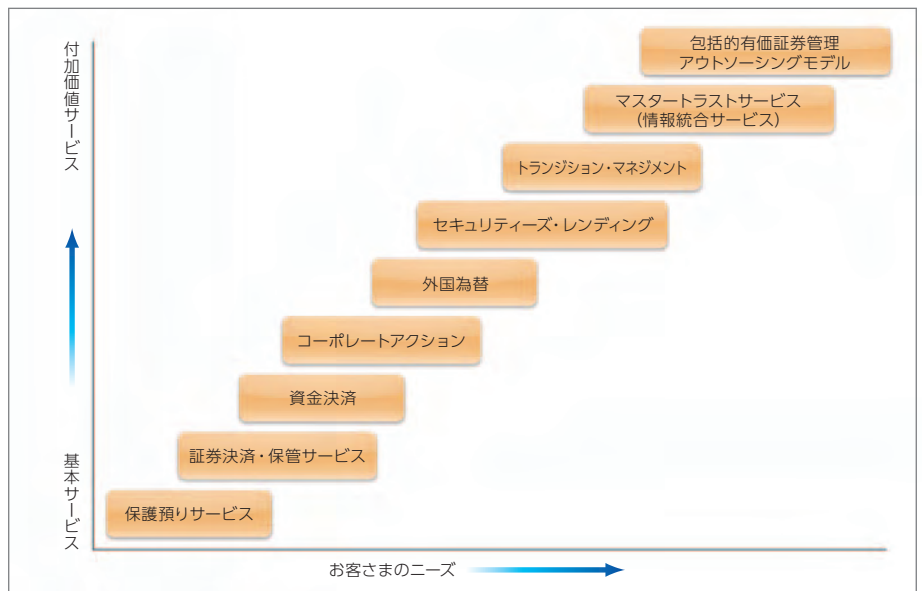 付加価値サービス
包括的有価証券管理
アウトソーシングモデル
マスタートラストサービス
(情報統合サービス)
トランジション・マネジメント
セキュリティーズ・レンディング
外国為替
コーポレートアクション
資金決済
証券決済・保管サービス
保護預りサービス
基本サービス
お客さまのニーズ